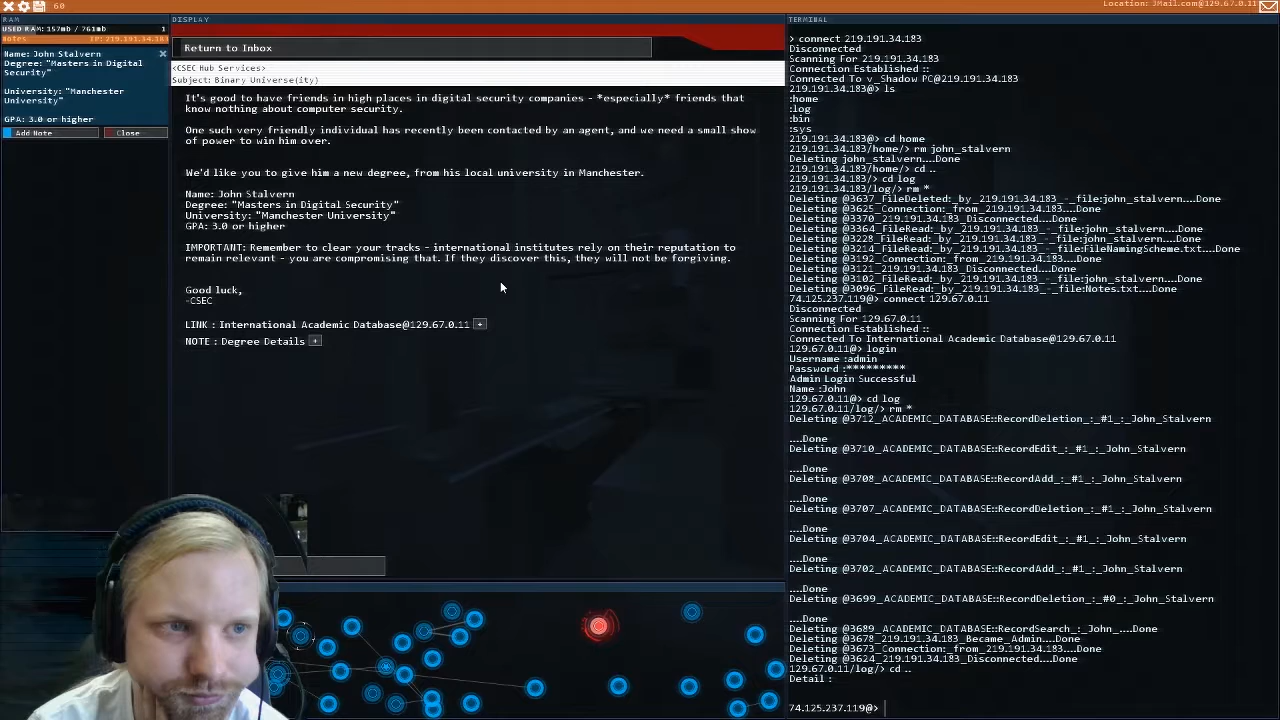 60
Location: JMail.com@129.67.0.11
RAM
USED RAM: 157mb / 761mb
1
notes
IP: 219.191.34.183
Name: John Stalvern
Degree: "Masters in Digital
Security"
University: "Manchester
University"
GPA: 3.0 or higher
Add Note
Close
DISPLAY
Return to Inbox
<CSEC Hub Services>
Subject: Binary Universe(ity)
It's good to have friends in high places in digital security companies - *especially* friends that
know nothing about computer security.
One such very friendly individual has recently been contacted by an agent, and we need a small show
of power to win him over.
We'd like you to give him a new degree, from his local university in Manchester.
Name: John Stalvern
Degree: "Masters in Digital Security"
University: "Manchester University"
GPA: 3.0 or higher
IMPORTANT: Remember to clear your tracks - international institutes rely on their reputation to
remain relevant - you are compromising that. If they discover this, they will not be forgiving.
Good luck,
-CSEC
LINK : International Academic Database@129.67.0.11 +
NOTE : Degree Details +
TERMINAL
> connect 219.191.34.183
Disconnected
Scanning For 219.191.34.183
Connection Established ::
Connected To v_Shadow PC@219.191.34.183
219.191.34.183@> ls
:home
:log
:bin
:sys
219.191.34.183@> cd home
219.191.34.183/home/> rm john_stalvern
Deleting john_stalvern....Done
219.191.34.183/home/> cd ..
219.191.34.183@> cd log
219.191.34.183/log/> rm *
Deleting @3637_FileDeleted:_by_219.191.34.183_-_file:john_stalvern....Done
Deleting @3625_Connection:_from_219.191.34.183....Done
Deleting @3370_219.191.34.183_Disconnected....Done
Deleting @3364_FileRead:_by_219.191.34.183_-_file:john_stalvern....Done
Deleting @3228_FileRead:_by_219.191.34.183_-_file:john_stalvern....Done
Deleting @3214_FileRead:_by_219.191.34.183_-_file:FileNamingScheme.txt....Done
Deleting @3192_Connection:_from_219.191.34.183....Done
Deleting @3121_219.191.34.183_Disconnected....Done
Deleting @3102_FileRead:_by_219.191.34.183_-_file:john_stalvern....Done
Deleting @3096_FileRead:_by_219.191.34.183_-_file:Notes.txt....Done
74.125.237.119@> connect 129.67.0.11
Disconnected
Scanning For 129.67.0.11
Connection Established ::
Connected To International Academic Database@129.67.0.11
129.67.0.11@> login
Username :admin
Password :*********
Admin Login Successful
Name :John
129.67.0.11@> cd log
129.67.0.11/log/> rm *
Deleting @3712_ACADEMIC_DATABASE::RecordDeletion_:_#1_:_John_Stalvern
....Done
Deleting @3710_ACADEMIC_DATABASE::RecordEdit_:_#1_:_John_Stalvern
....Done
Deleting @3708_ACADEMIC_DATABASE::RecordAdd_:_#1_:_John_Stalvern
....Done
Deleting @3707_ACADEMIC_DATABASE::RecordDeletion_:_#1_:_John_Stalvern
....Done
Deleting @3704_ACADEMIC_DATABASE::RecordEdit_:_#1_:_John_Stalvern
....Done
Deleting @3702_ACADEMIC_DATABASE::RecordAdd_:_#1_:_John_Stalvern
....Done
Deleting @3699_ACADEMIC_DATABASE::RecordDeletion_:_#0_:_John_Stalvern
....Done
Deleting @3689_ACADEMIC_DATABASE::RecordSearch_:_John_....Done
Deleting @3678_219.191.34.183_Became_Admin....Done
Deleting @3673_Connection:_from_219.191.34.183....Done
Deleting @3624_219.191.34.183_Disconnected....Done
129.67.0.11/log/> cd ..
Detail :
74.125.237.119@>